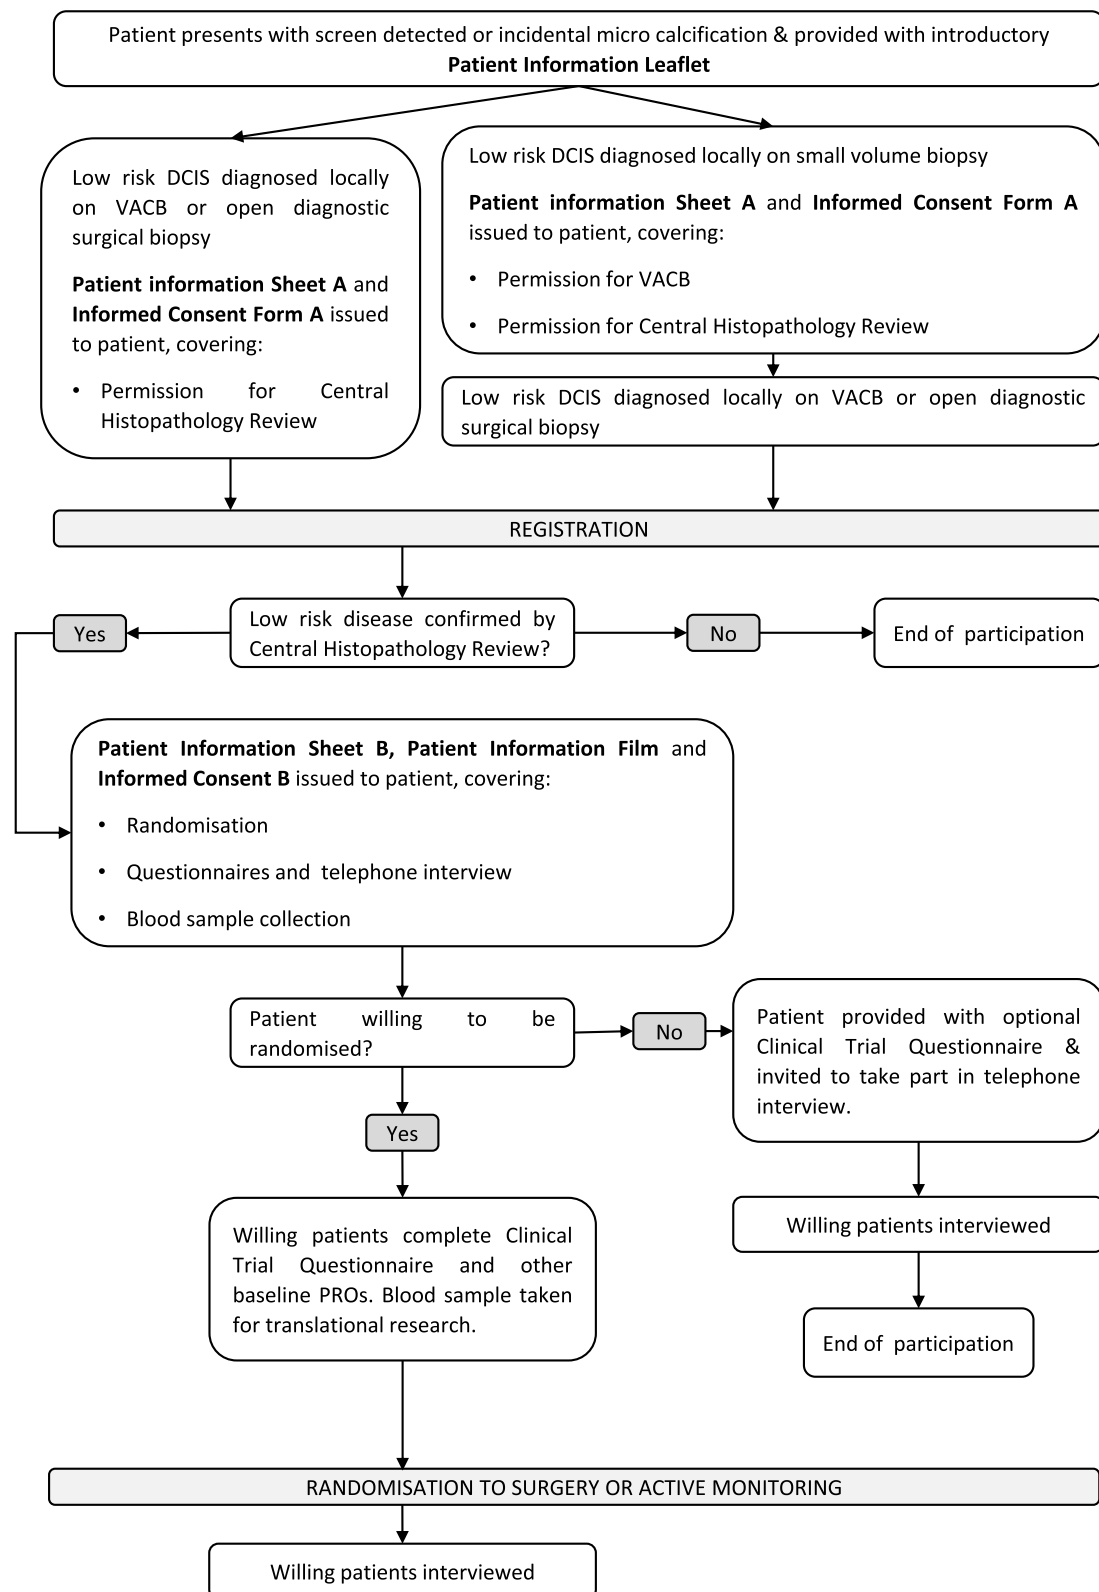 Patient presents with screen detected or incidental micro calcification & provided with introductory
Patient Information Leaflet
Low risk DCIS diagnosed locally
on VACB or open diagnostic
surgical biopsy
Patient information Sheet A and
Informed Consent Form A issued
to patient, covering:
• Permission for Central
Histopathology Review
Low risk DCIS diagnosed locally on small volume biopsy
Patient information Sheet A and Informed Consent Form A
issued to patient, covering:
• Permission for VACB
• Permission for Central Histopathology Review
Low risk DCIS diagnosed locally on VACB or open diagnostic
surgical biopsy
REGISTRATION
Yes
Low risk disease confirmed by
Central Histopathology Review?
No
End of participation
Patient Information Sheet B, Patient Information Film and
Informed Consent B issued to patient, covering:
• Randomisation
• Questionnaires and telephone interview
• Blood sample collection
Patient willing to be
randomised?
No
Patient provided with optional
Clinical Trial Questionnaire &
invited to take part in telephone
interview.
Yes
Willing patients interviewed
Willing patients complete Clinical
Trial Questionnaire and other
baseline PROs. Blood sample taken
for translational research.
End of participation
RANDOMISATION TO SURGERY OR ACTIVE MONITORING
Willing patients interviewed